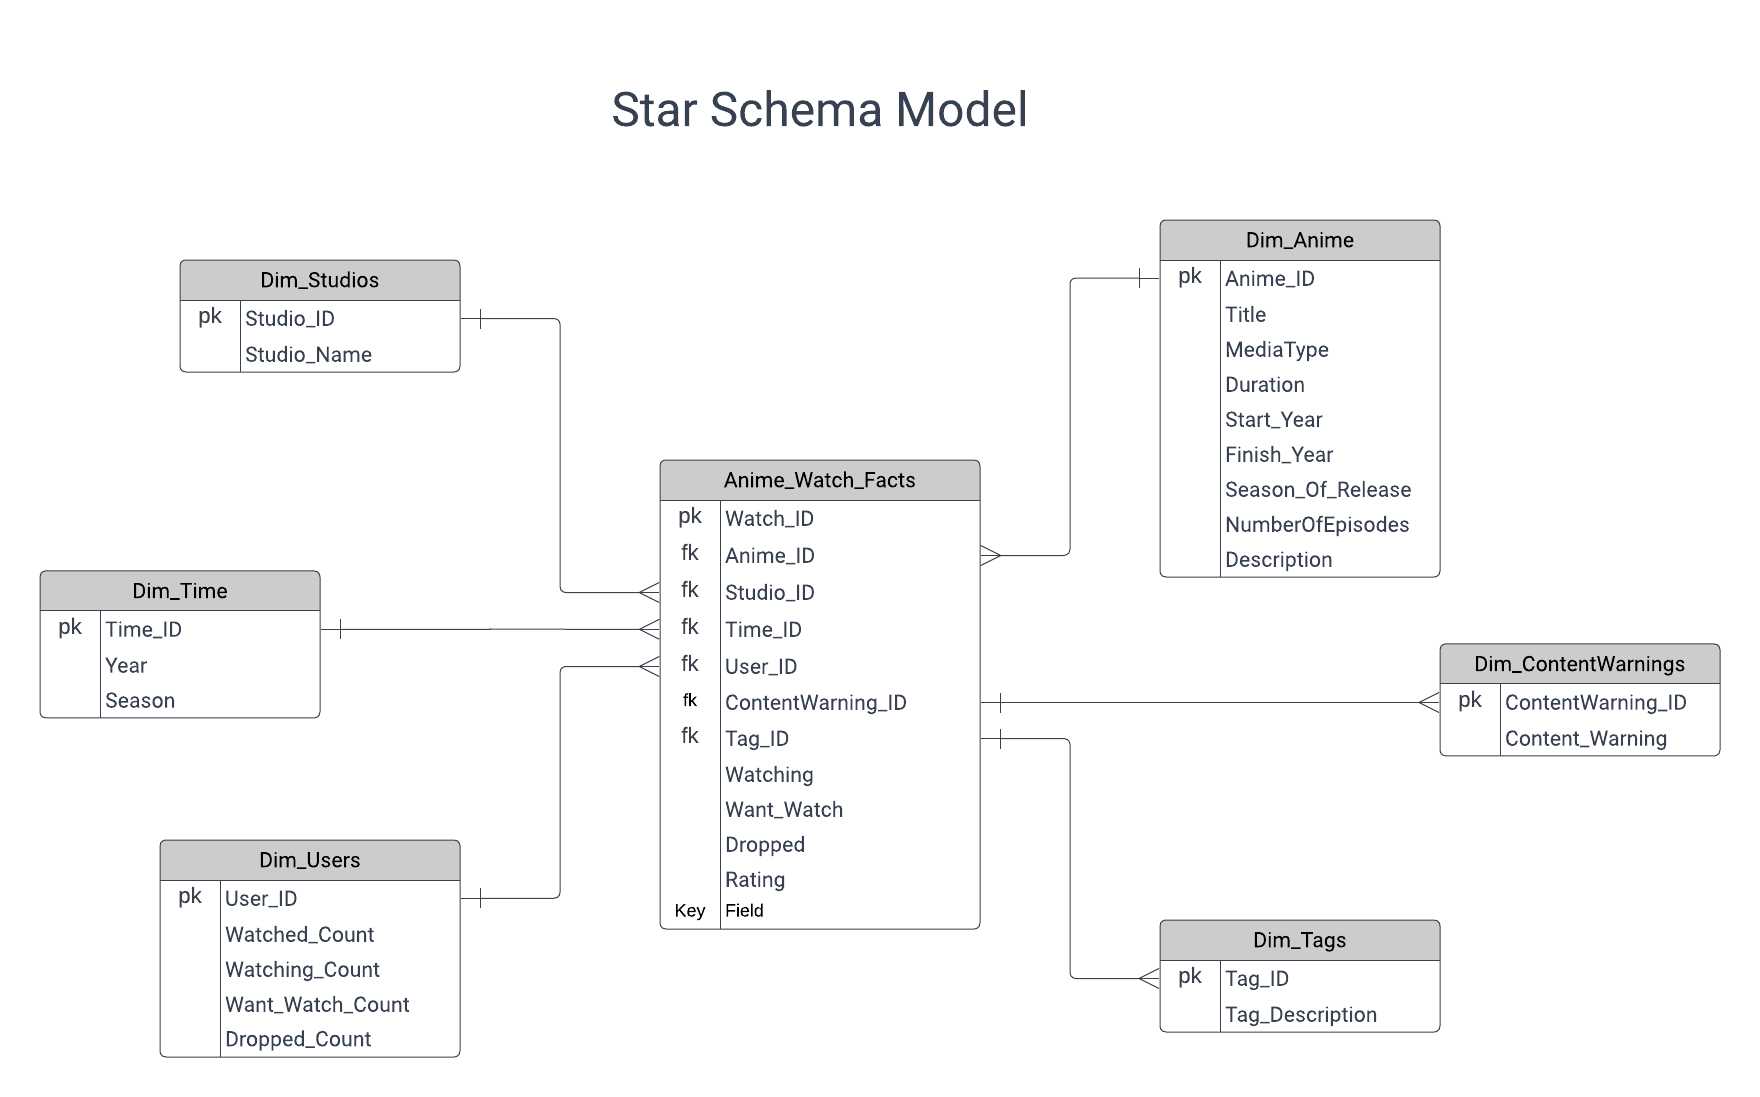 Star Schema Model
Dim_Studios
pk Studio_ID
Studio_Name
Dim_Time
pk Time_ID
Year
Season
Dim_Users
pk User_ID
Watched_Count
Watching_Count
Want_Watch_Count
Dropped_Count
Anime_Watch_Facts
pk Watch_ID
fk Anime_ID
fk Studio_ID
fk Time_ID
fk User_ID
fk ContentWarning_ID
fk Tag_ID
Watching
Want_Watch
Dropped
Rating
Key Field
Dim_Anime
pk Anime_ID
Title
MediaType
Duration
Start_Year
Finish_Year
Season_Of_Release
NumberOfEpisodes
Description
Dim_ContentWarnings
pk ContentWarning_ID
Content_Warning
Dim_Tags
pk Tag_ID
Tag_Description